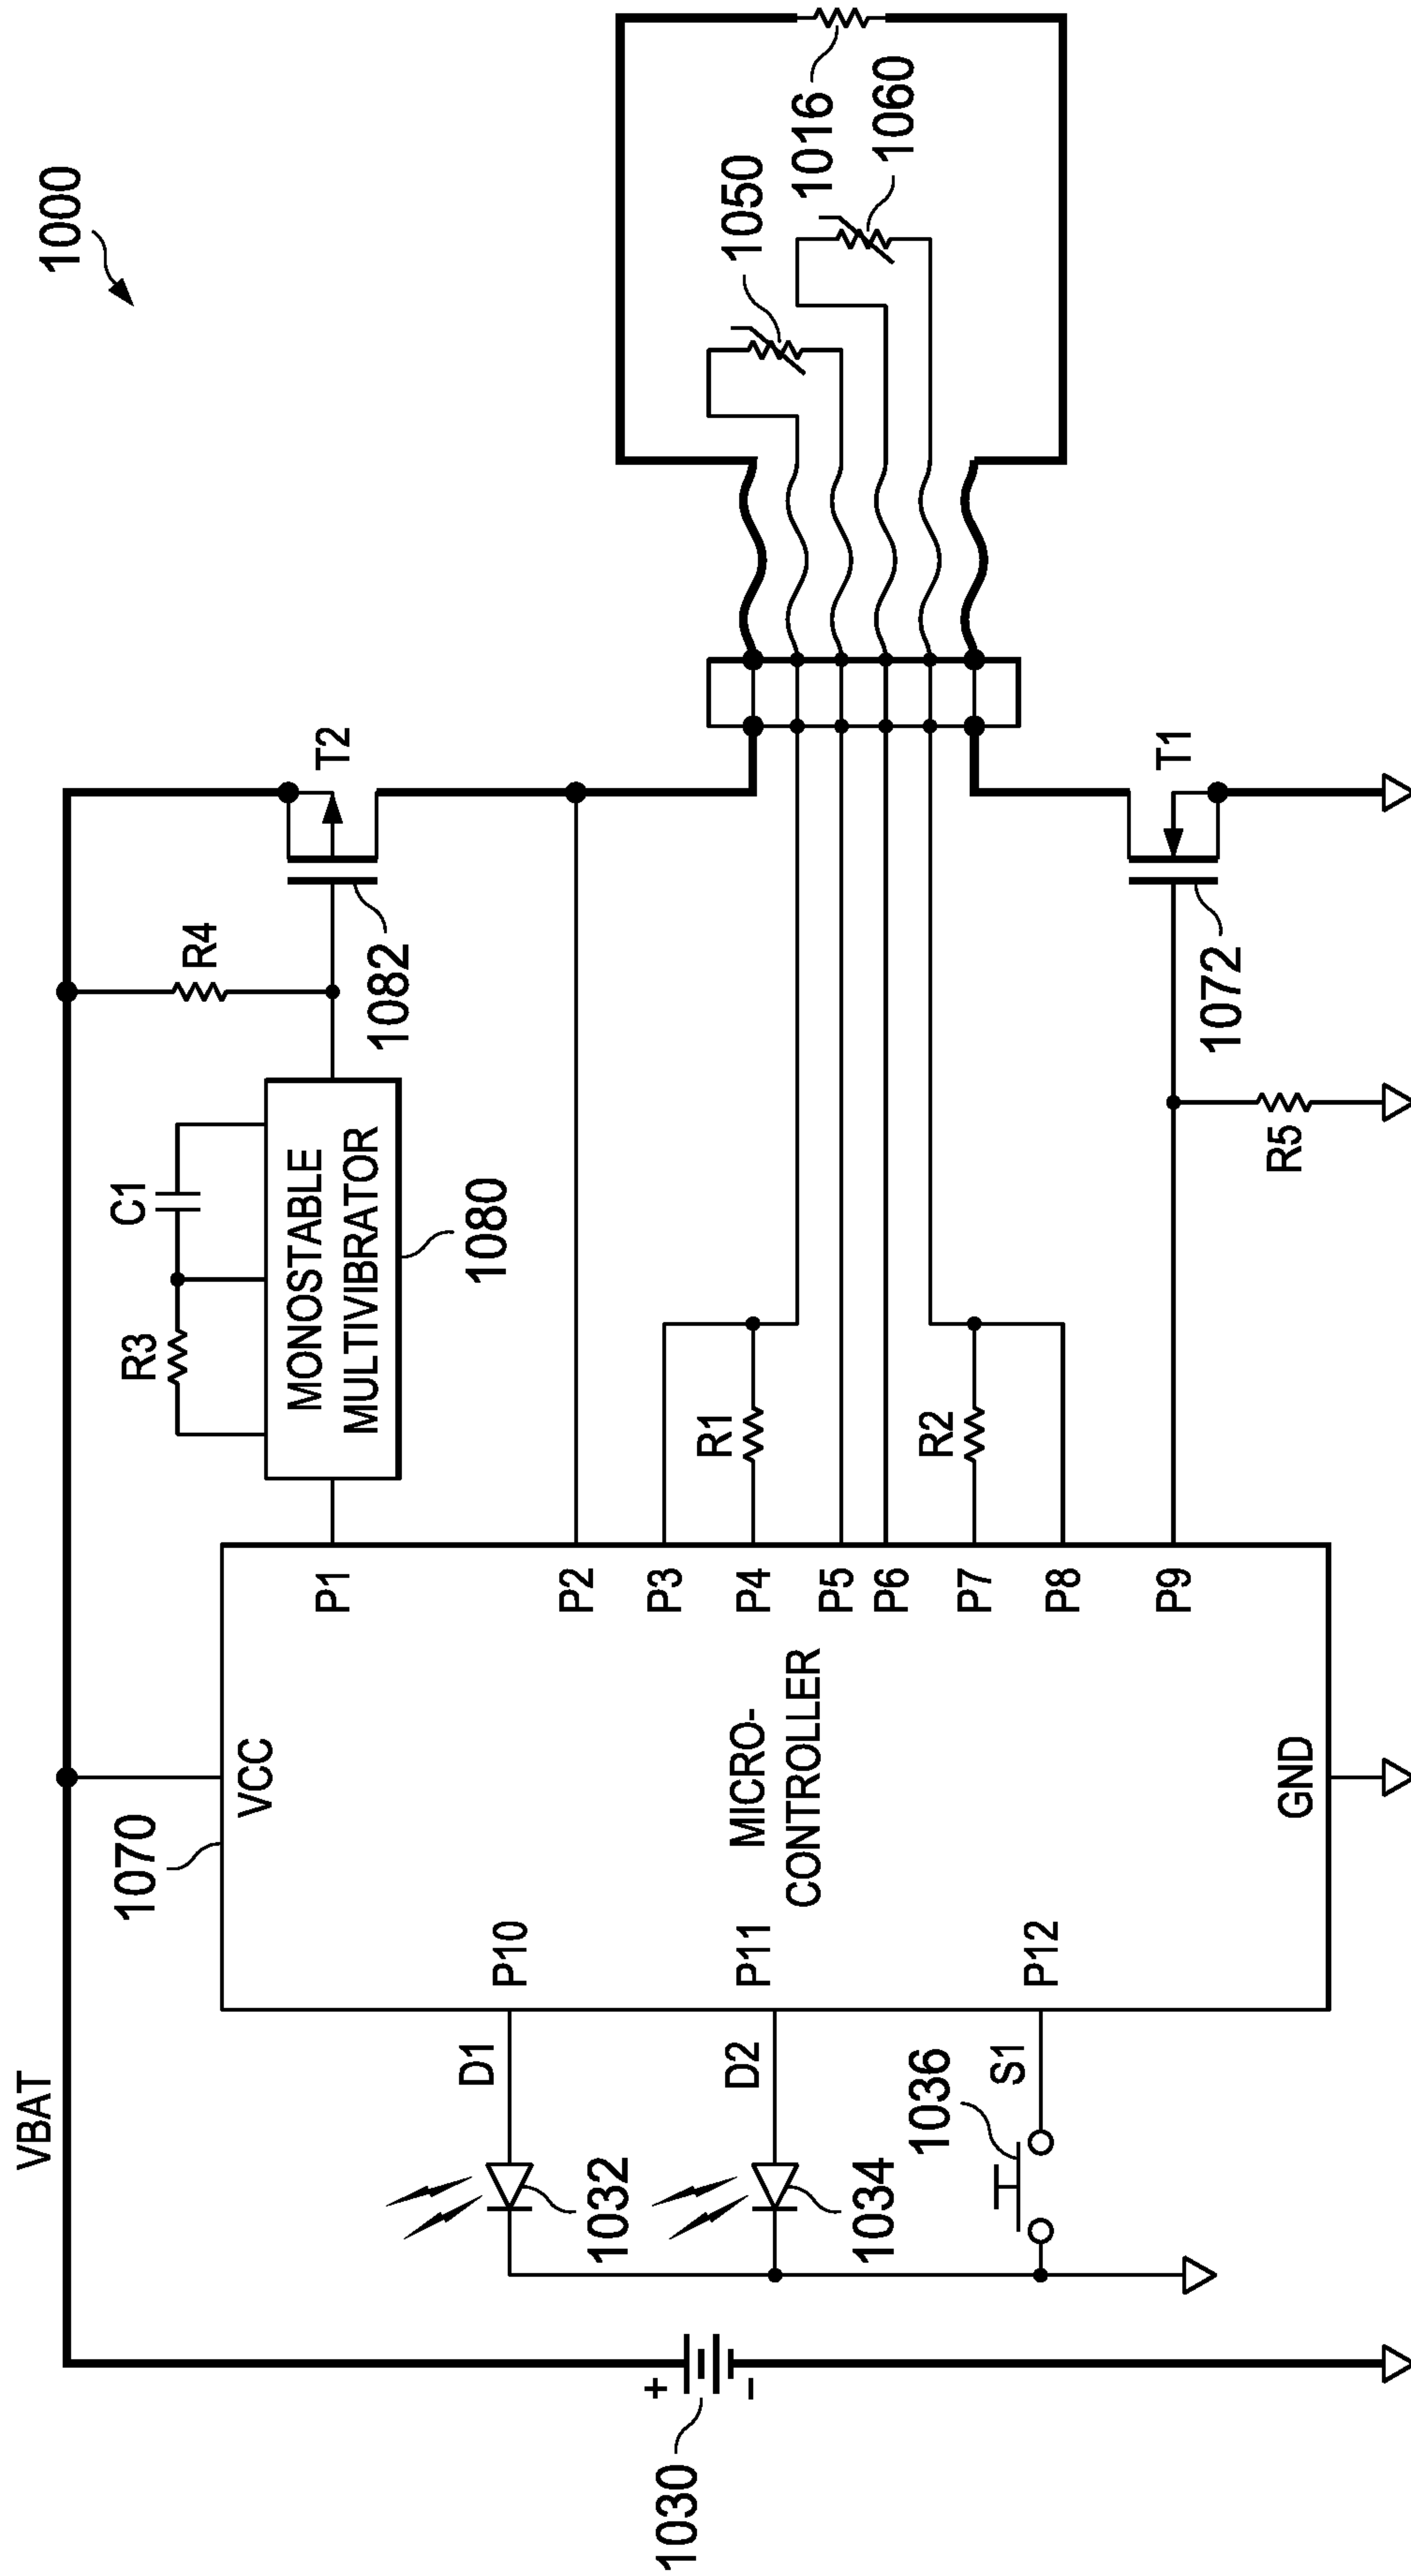 1000
VBAT
1070
VCC
R3
C1
R4
T2
MONOSTABLE
MULTIVIBRATOR
1080
1082
1050
1016
1060
P1
P2
P3
P4
P5
P6
P7
P8
P9
P10
P11
P12
MICRO-
CONTROLLER
GND
R1
R2
D1
1032
D2
1034
1036
S1
+
−
1030
T1
1072
R5